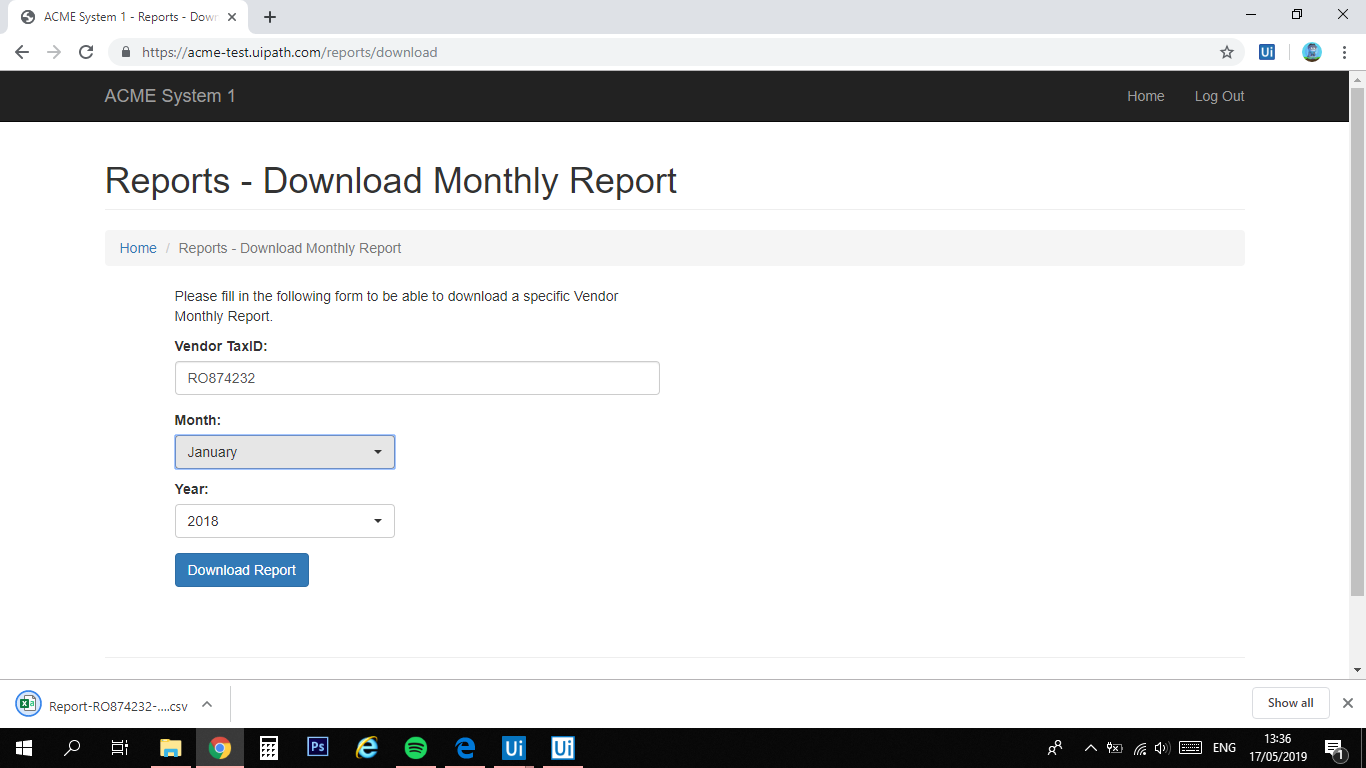 ACME System 1 - Reports - Down
https://acme-test.uipath.com/reports/download
Ui
ACME System 1
Home
Log Out
Reports - Download Monthly Report
Home / Reports - Download Monthly Report
Please fill in the following form to be able to download a specific Vendor
Monthly Report.
Vendor TaxID:
RO874232
Month:
January
Year:
2018
Download Report
Report-RO874232-....csv
Show all
Ps
Ui
Ui
ENG
13:36
17/05/2019
1